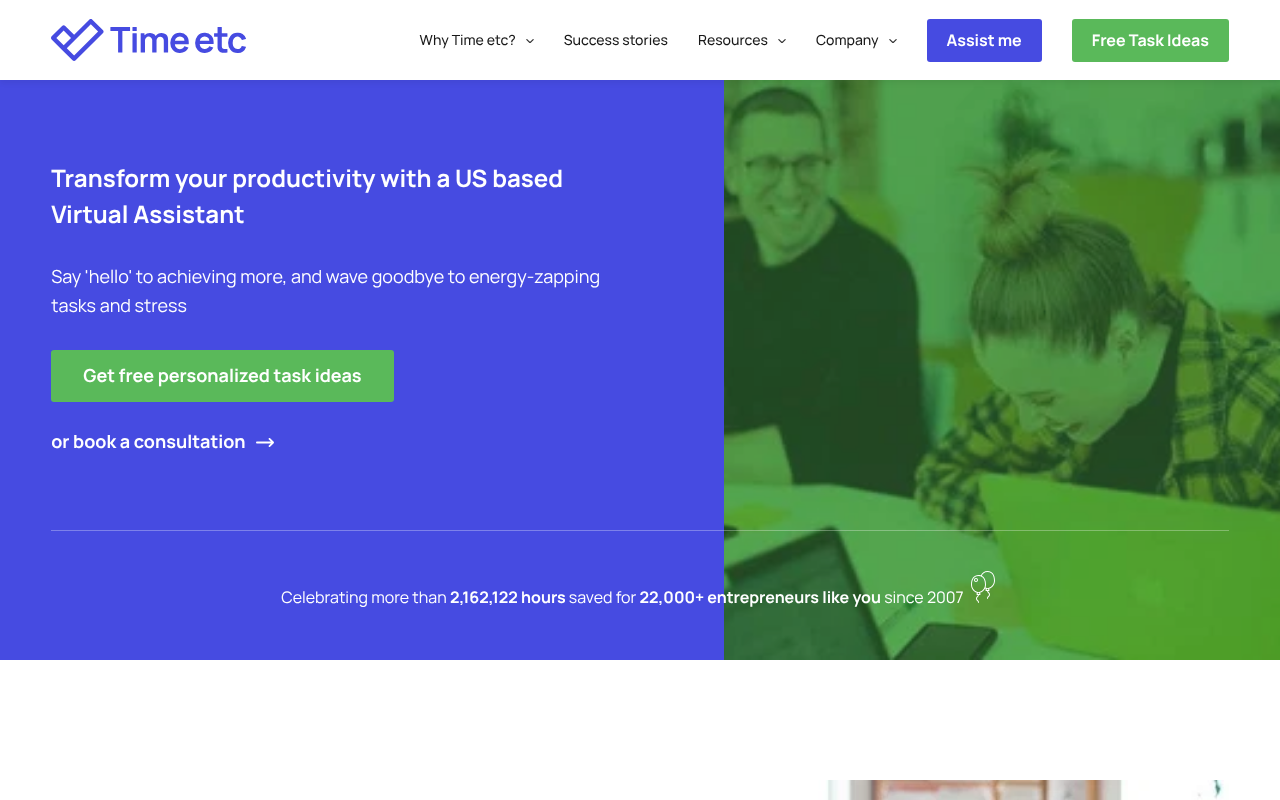 Time etc
Why Time etc?
Success stories
Resources
Company
Assist me
Free Task Ideas
Transform your productivity with a US based
Virtual Assistant
Say 'hello' to achieving more, and wave goodbye to energy-zapping
tasks and stress
Get free personalized task ideas
or book a consultation
Celebrating more than 2,162,122 hours saved for 22,000+ entrepreneurs like you since 2007